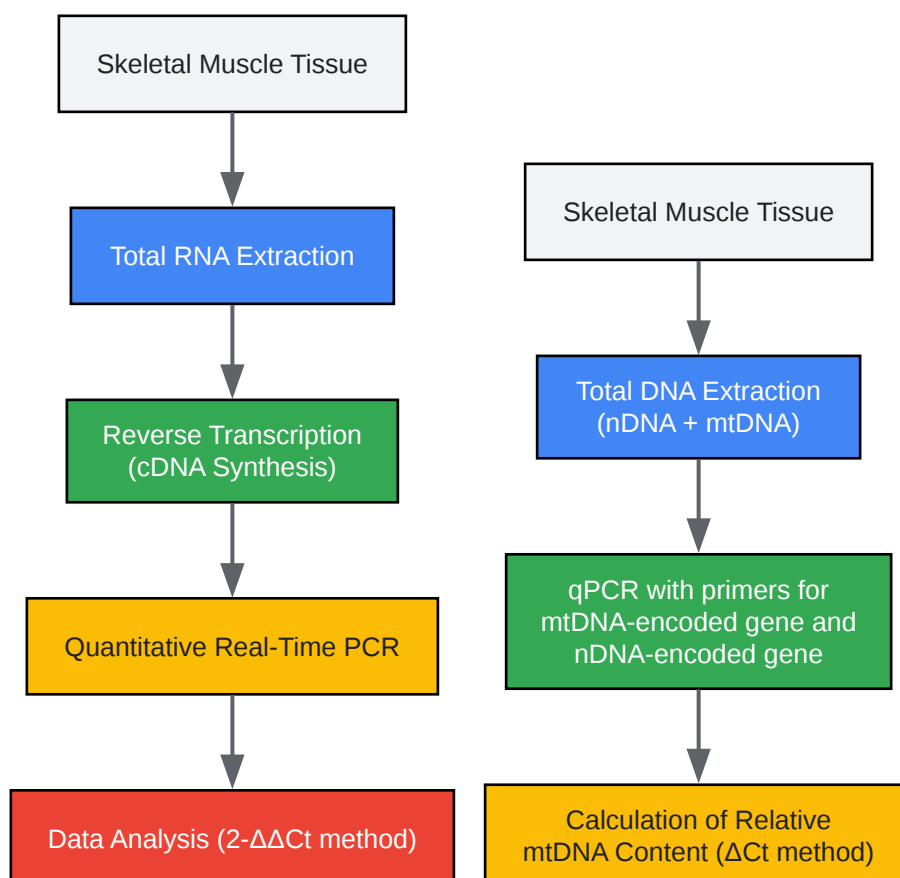 Skeletal Muscle Tissue
Total RNA Extraction
Reverse Transcription
(cDNA Synthesis)
Quantitative Real-Time PCR
Data Analysis (2-ΔΔCt method)
Skeletal Muscle Tissue
Total DNA Extraction
(nDNA + mtDNA)
qPCR with primers for
mtDNA-encoded gene and
nDNA-encoded gene
Calculation of Relative
mtDNA Content (ΔCt method)